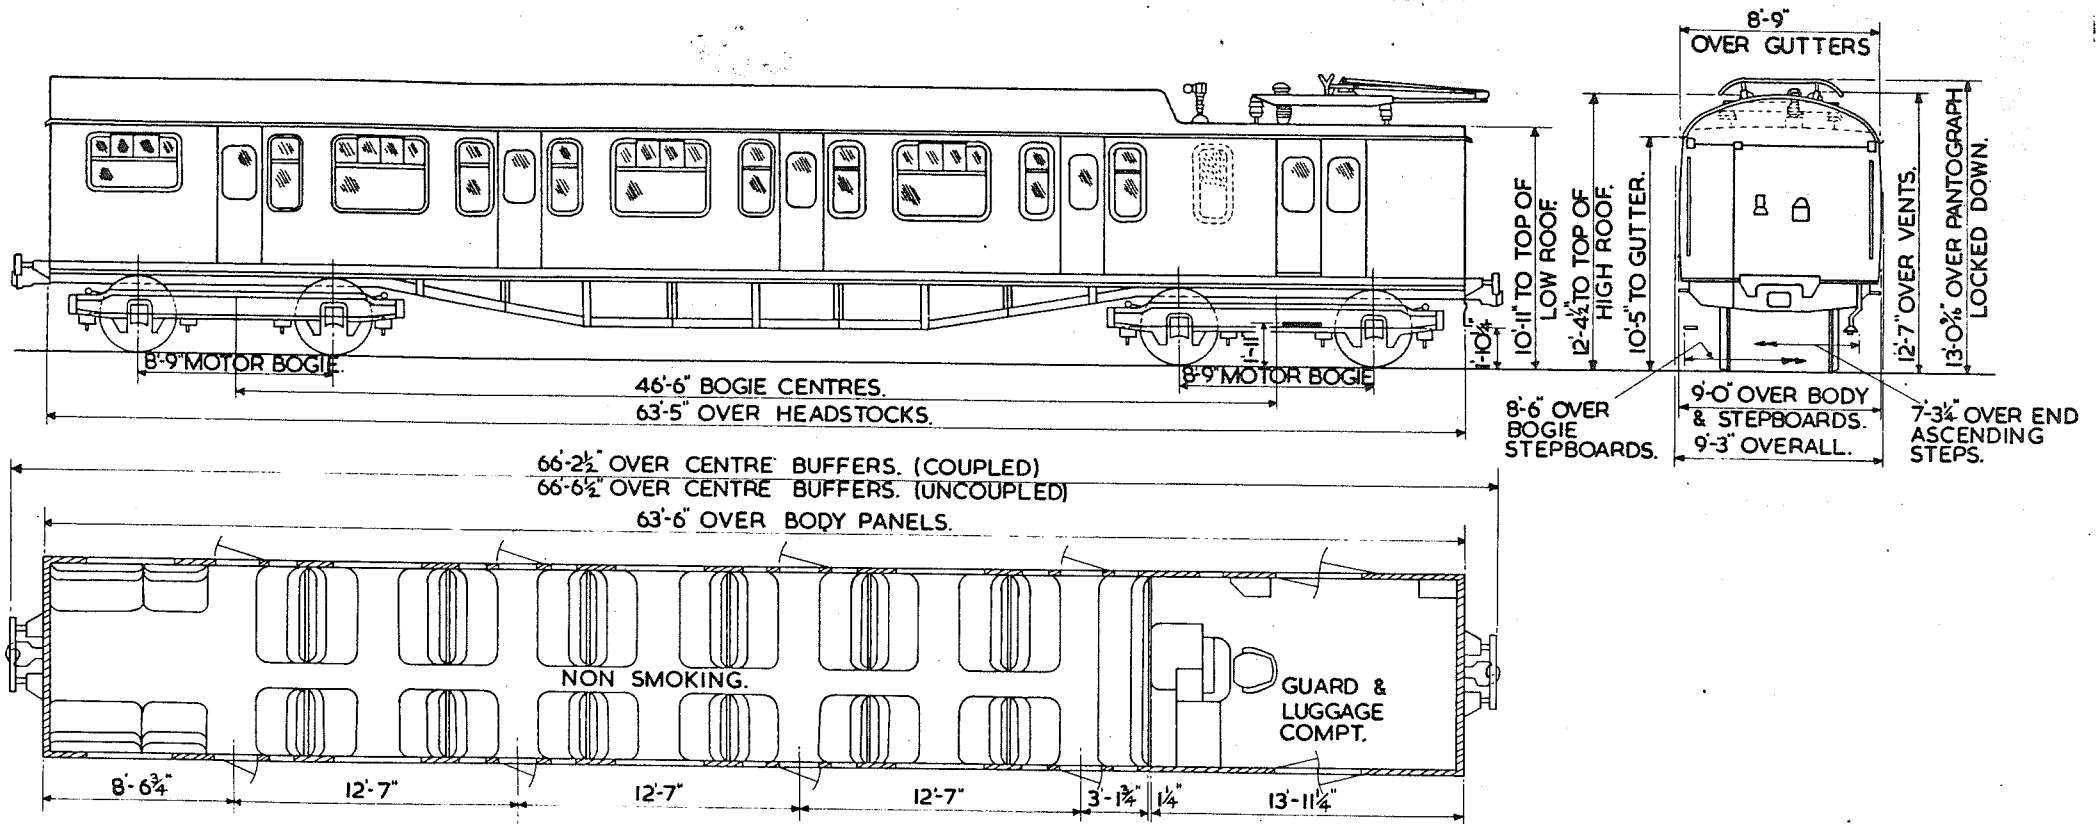 8'-9"
OVER GUTTERS
10'-11" TO TOP OF
LOW ROOF.
12'-4½" TO TOP OF
HIGH ROOF.
10'-5" TO GUTTER.
12'-7" OVER VENTS.
13'-0 9/16" OVER PANTOGRAPH
LOCKED DOWN.
8'-9" MOTOR BOGIE.
1'-11"
8'-9" MOTOR BOGIE
1'-10¼"
46'-6" BOGIE CENTRES.
63'-5" OVER HEADSTOCKS.
8'-6" OVER
BOGIE
STEPBOARDS.
9'-0" OVER BODY
& STEPBOARDS.
9'-3" OVERALL.
7'-3¼" OVER END
ASCENDING
STEPS.
66'-2½" OVER CENTRE BUFFERS. (COUPLED)
66'-6½" OVER CENTRE BUFFERS. (UNCOUPLED)
63'-6" OVER BODY PANELS.
NON SMOKING.
GUARD &
LUGGAGE
COMPT.
8'-6¾"
12'-7"
12'-7"
12'-7"
3'-1¾"
1¼"
13'-11¼"